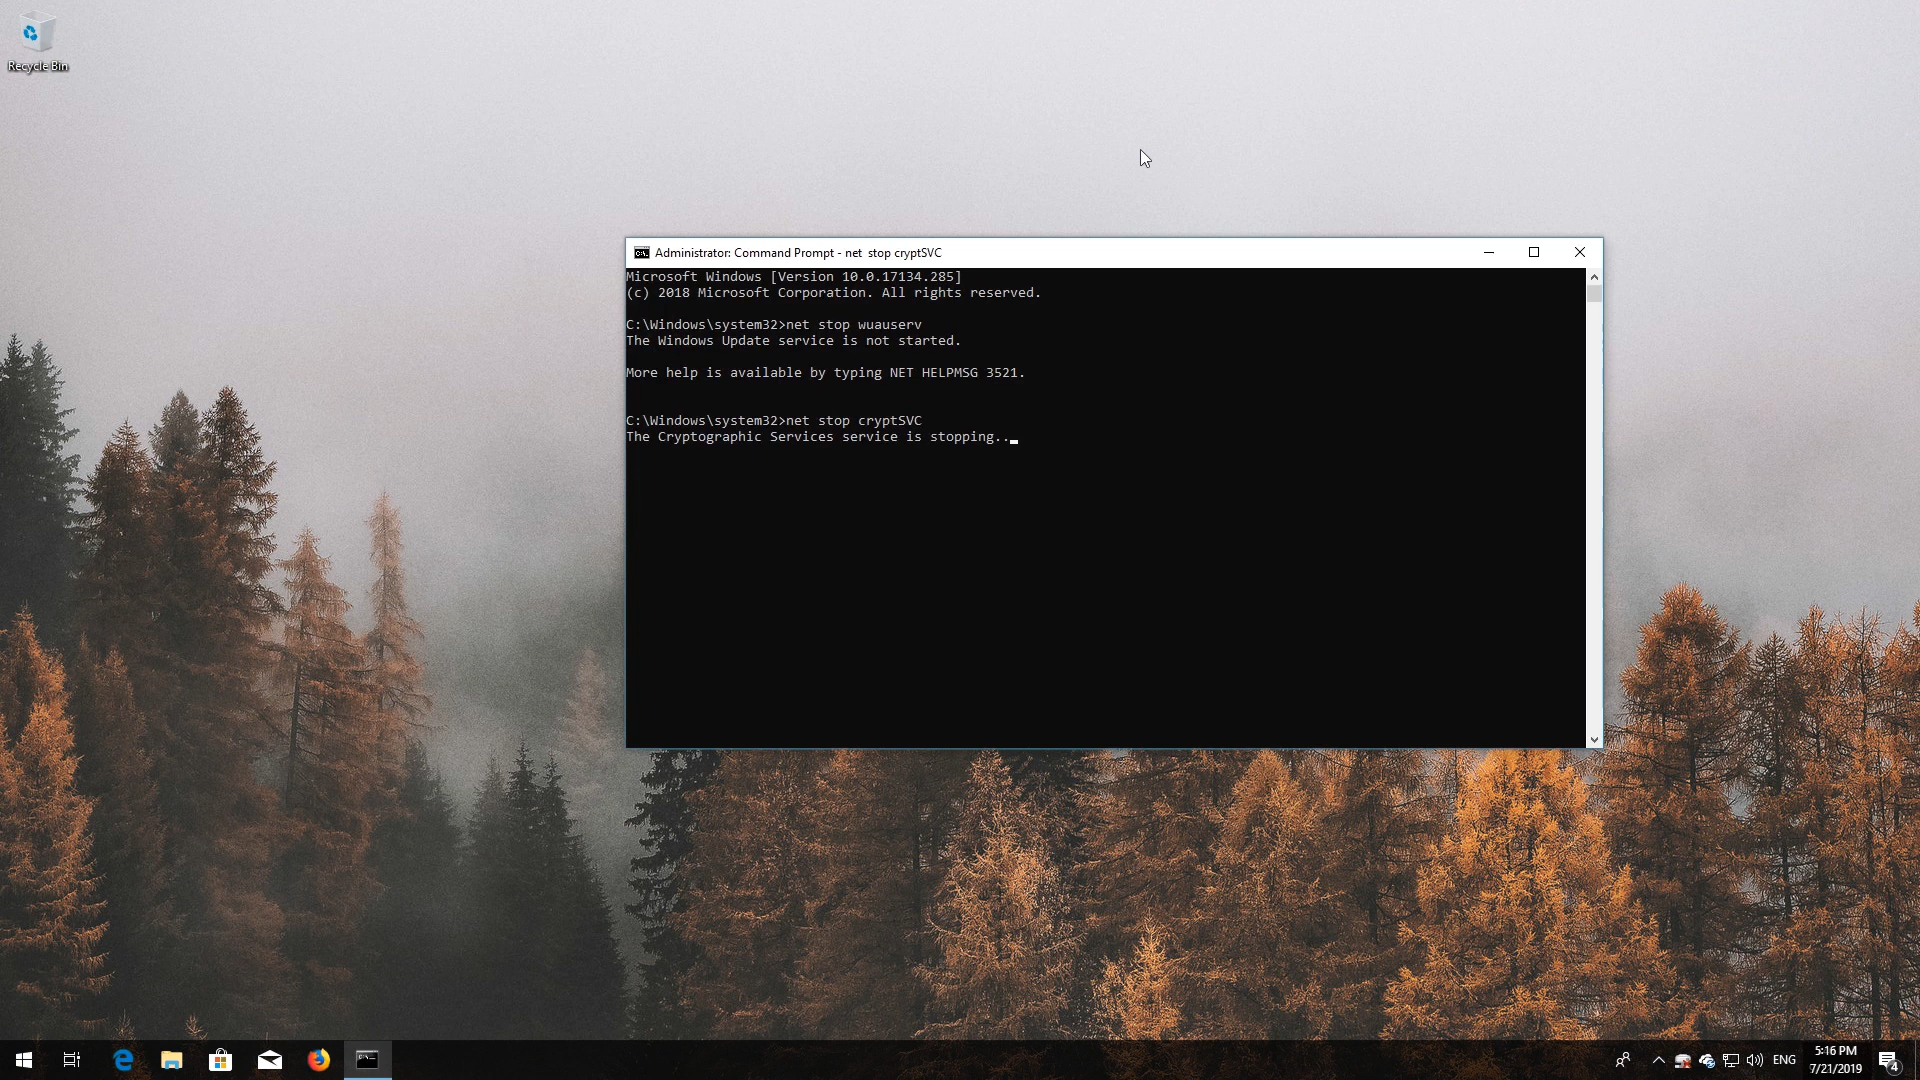 Recycle Bin
Administrator: Command Prompt - net  stop cryptSVC
Microsoft Windows [Version 10.0.17134.285]
(c) 2018 Microsoft Corporation. All rights reserved.
C:\Windows\system32>net stop wuauserv
The Windows Update service is not started.
More help is available by typing NET HELPMSG 3521.
C:\Windows\system32>net stop cryptSVC
The Cryptographic Services service is stopping..
ENG
5:16 PM
7/21/2019
4